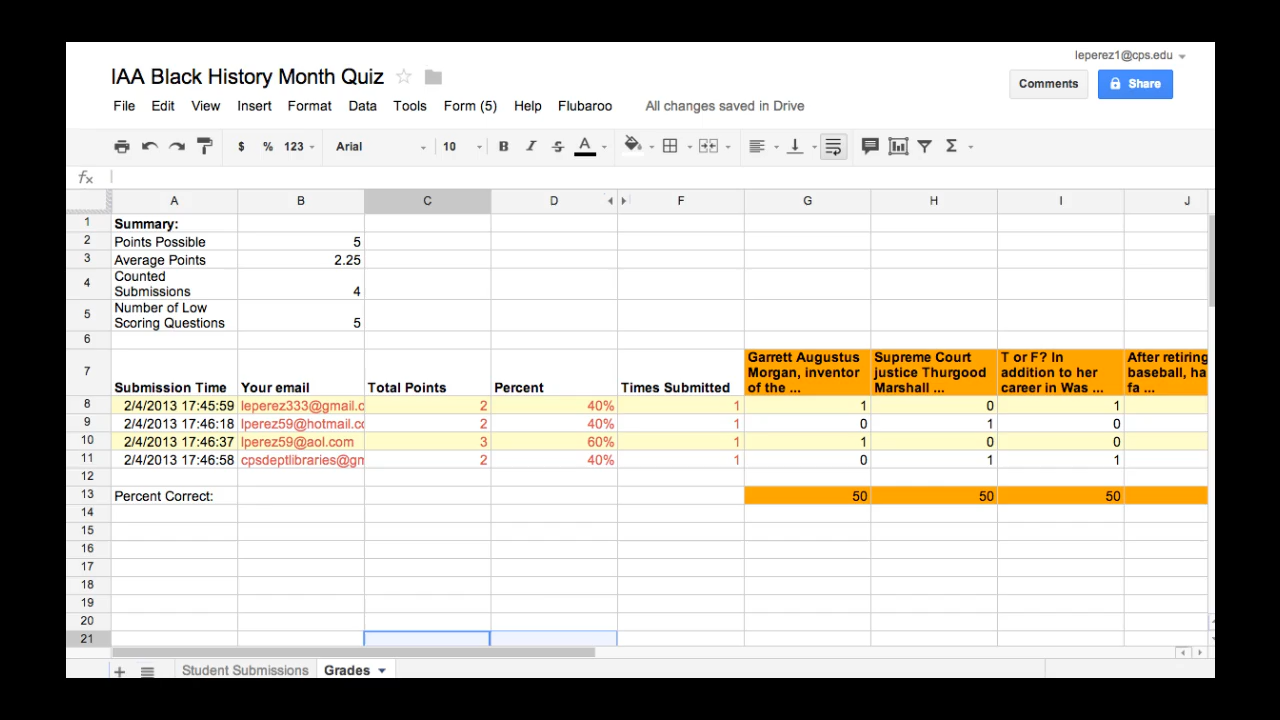 leperez1@cps.edu
IAA Black History Month Quiz
Comments
Share
File Edit View Insert Format Data Tools Form (5) Help Flubaroo All changes saved in Drive
$ % 123 Arial 10 B I S A Σ
fx
A B C D F G H I J
1 Summary:
2 Points Possible 5
3 Average Points 2.25
4 Counted Submissions 4
5 Number of Low Scoring Questions 5
6
7 Submission Time Your email Total Points Percent Times Submitted Garrett Augustus Morgan, inventor of the ... Supreme Court justice Thurgood Marshall ... T or F? In addition to her career in Was ... After retiring baseball, ha fa ...
8 2/4/2013 17:45:59 leperez333@gmail.c 2 40% 1 1 0 1
9 2/4/2013 17:46:18 lperez59@hotmail.co 2 40% 1 0 1 0
10 2/4/2013 17:46:37 lperez59@aol.com 3 60% 1 1 0 0
11 2/4/2013 17:46:58 cpsdeptlibraries@gm 2 40% 1 0 1 1
12
13 Percent Correct: 50 50 50
14
15
16
17
18
19
20
21
Student Submissions Grades